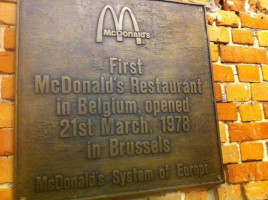 McDonald's
First
McDonald's Restaurant
in Belgium, opened
21st March, 1978
in Brussels
McDonald's System of Europe